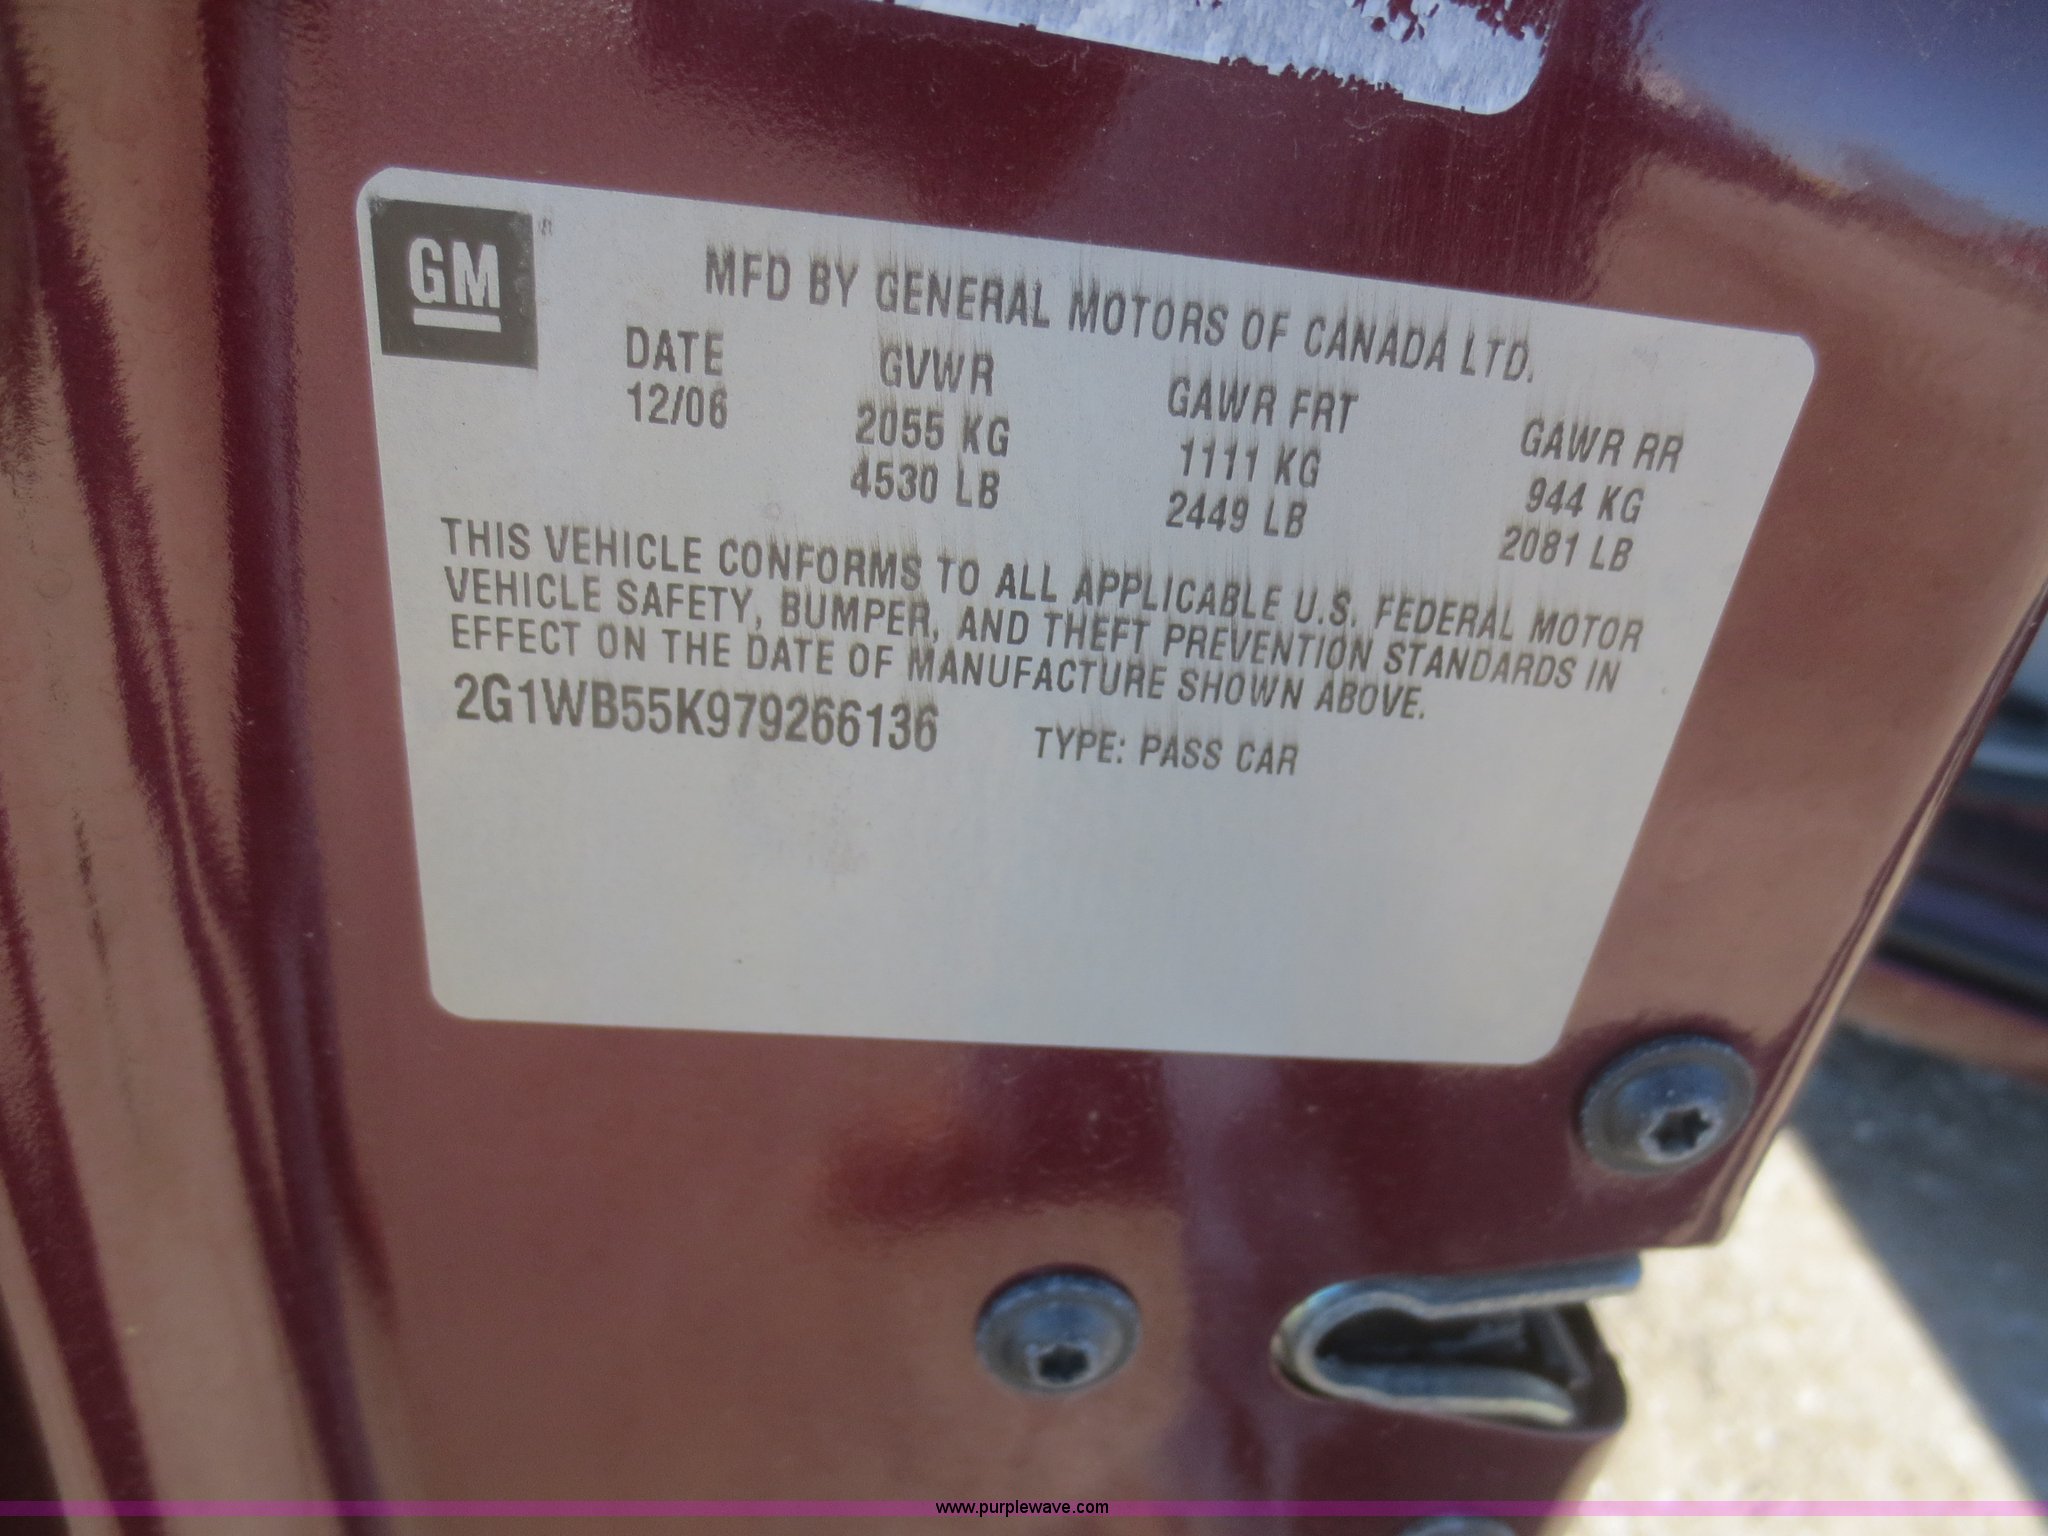 GM
MFD BY GENERAL MOTORS OF CANADA LTD.
DATE GVWR GAWR FRT GAWR RR
12/06 2055 KG 1111 KG 944 KG
4530 LB 2449 LB 2081 LB
THIS VEHICLE CONFORMS TO ALL APPLICABLE U.S. FEDERAL MOTOR
VEHICLE SAFETY, BUMPER, AND THEFT PREVENTION STANDARDS IN
EFFECT ON THE DATE OF MANUFACTURE SHOWN ABOVE.
2G1WB55K979266136 TYPE: PASS CAR
www.purplewave.com